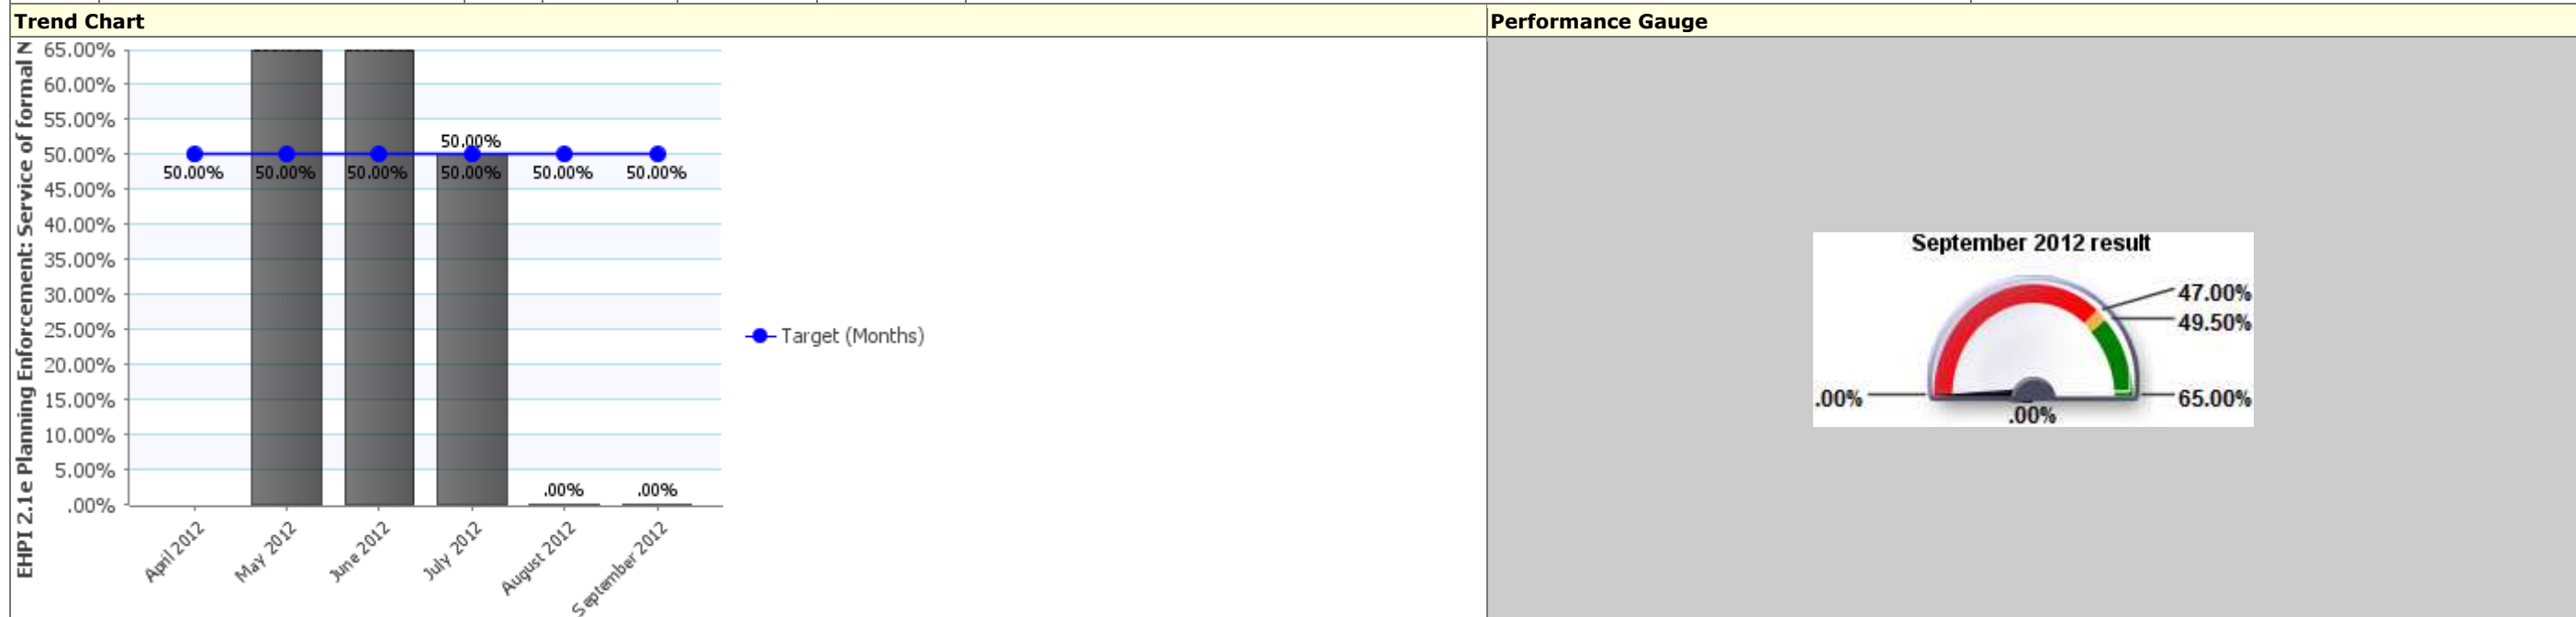 Trend Chart
Performance Gauge
EHPI 2.1e Planning Enforcement: Service of formal N
65.00%
60.00%
55.00%
50.00%
45.00%
40.00%
35.00%
30.00%
25.00%
20.00%
15.00%
10.00%
5.00%
.00%
50.00%
50.00%
50.00%
50.00%
50.00%
50.00%
50.00%
.00%
.00%
April 2012
May 2012
June 2012
July 2012
August 2012
September 2012
Target (Months)
September 2012 result
47.00%
49.50%
.00%
65.00%
.00%